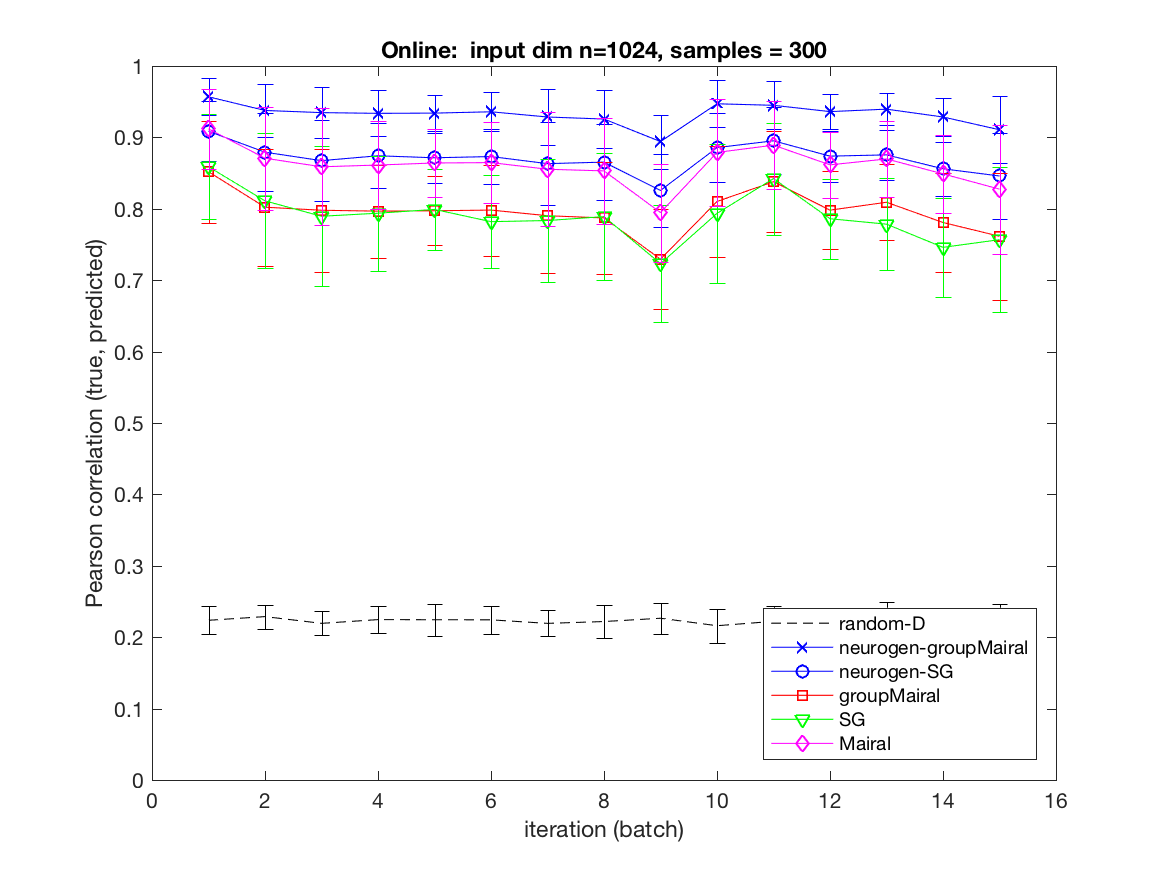 Online: input dim n=1024, samples = 300
Pearson correlation (true, predicted)
1
0.9
0.8
0.7
0.6
0.5
0.4
0.3
0.2
0.1
0
0 2 4 6 8 10 12 14 16
iteration (batch)
random-D
neurogen-groupMairal
neurogen-SG
groupMairal
SG
Mairal